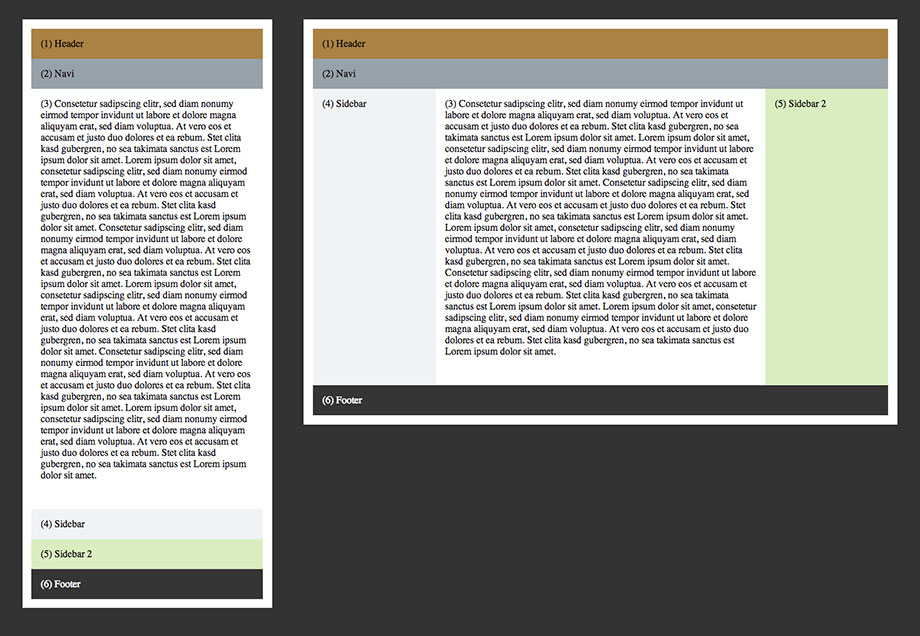 (1) Header
(2) Navi
(3) Consetetur sadipscing elitr, sed diam nonumy
eirmod tempor invidunt ut labore et dolore magna
aliquyam erat, sed diam voluptua. At vero eos et accusam
et justo duo dolores et ea rebum. Stet clita kasd
gubergren, no sea takimata sanctus est Lorem
ipsum dolor sit amet. Lorem ipsum dolor sit amet,
consetetur sadipscing elitr, sed diam nonumy eirmod
tempor invidunt ut labore et dolore magna aliquyam
erat, sed diam voluptua. At vero eos et accusam et
justo duo dolores et ea rebum. Stet clita kasd
gubergren, no sea takimata sanctus est Lorem ipsum
dolor sit amet. Consetetur sadipscing elitr, sed diam
nonumy eirmod tempor invidunt ut labore et dolore
magna aliquyam erat, sed diam voluptua. At vero eos
et accusam et justo duo dolores et ea rebum. Stet clita
kasd gubergren, no sea takimata sanctus est Lorem
ipsum dolor sit amet. Lorem ipsum dolor sit amet,
consetetur sadipscing elitr, sed diam nonumy eirmod
tempor invidunt ut labore et dolore magna aliquyam
erat, sed diam voluptua. At vero eos et accusam et
justo duo dolores et ea rebum. Stet clita kasd
gubergren, no sea takimata sanctus est Lorem ipsum
dolor sit amet. Consetetur sadipscing elitr, sed diam
nonumy eirmod tempor invidunt ut labore et dolore
magna aliquyam erat, sed diam voluptua. At vero eos
et accusam et justo duo dolores et ea rebum. Stet clita
kasd gubergren, no sea takimata sanctus est Lorem
ipsum dolor sit amet. Lorem ipsum dolor sit amet,
consetetur sadipscing elitr, sed diam nonumy eirmod
tempor invidunt ut labore et dolore magna aliquyam
erat, sed diam voluptua. At vero eos et accusam et
justo duo dolores et ea rebum. Stet clita kasd
gubergren, no sea takimata sanctus est Lorem ipsum
dolor sit amet.
(4) Sidebar
(5) Sidebar 2
(6) Footer
(1) Header
(2) Navi
(4) Sidebar
(3) Consetetur sadipscing elitr, sed diam nonumy eirmod tempor invidunt ut
labore et dolore magna aliquyam erat, sed diam voluptua. At vero eos et
accusam et justo duo dolores et ea rebum. Stet clita kasd gubergren, no sea
takimata sanctus est Lorem ipsum dolor sit amet. Lorem ipsum dolor sit amet,
consetetur sadipscing elitr, sed diam nonumy eirmod tempor invidunt ut labore
et dolore magna aliquyam erat, sed diam voluptua. At vero eos et accusam et
justo duo dolores et ea rebum. Stet clita kasd gubergren, no sea takimata
sanctus est Lorem ipsum dolor sit amet. Consetetur sadipscing elitr, sed diam
nonumy eirmod tempor invidunt ut labore et dolore magna aliquyam erat, sed
diam voluptua. At vero eos et accusam et justo duo dolores et ea rebum. Stet
clita kasd gubergren, no sea takimata sanctus est Lorem ipsum dolor sit amet.
Lorem ipsum dolor sit amet, consetetur sadipscing elitr, sed diam nonumy
eirmod tempor invidunt ut labore et dolore magna aliquyam erat, sed diam
voluptua. At vero eos et accusam et justo duo dolores et ea rebum. Stet clita
kasd gubergren, no sea takimata sanctus est Lorem ipsum dolor sit amet.
Consetetur sadipscing elitr, sed diam nonumy eirmod tempor invidunt ut labore
et dolore magna aliquyam erat, sed diam voluptua. At vero eos et accusam et
justo duo dolores et ea rebum. Stet clita kasd gubergren, no sea takimata
sanctus est Lorem ipsum dolor sit amet. Lorem ipsum dolor sit amet, consetetur
sadipscing elitr, sed diam nonumy eirmod tempor invidunt ut labore et dolore
magna aliquyam erat, sed diam voluptua. At vero eos et accusam et justo duo
dolores et ea rebum. Stet clita kasd gubergren, no sea takimata sanctus est
Lorem ipsum dolor sit amet.
(5) Sidebar 2
(6) Footer